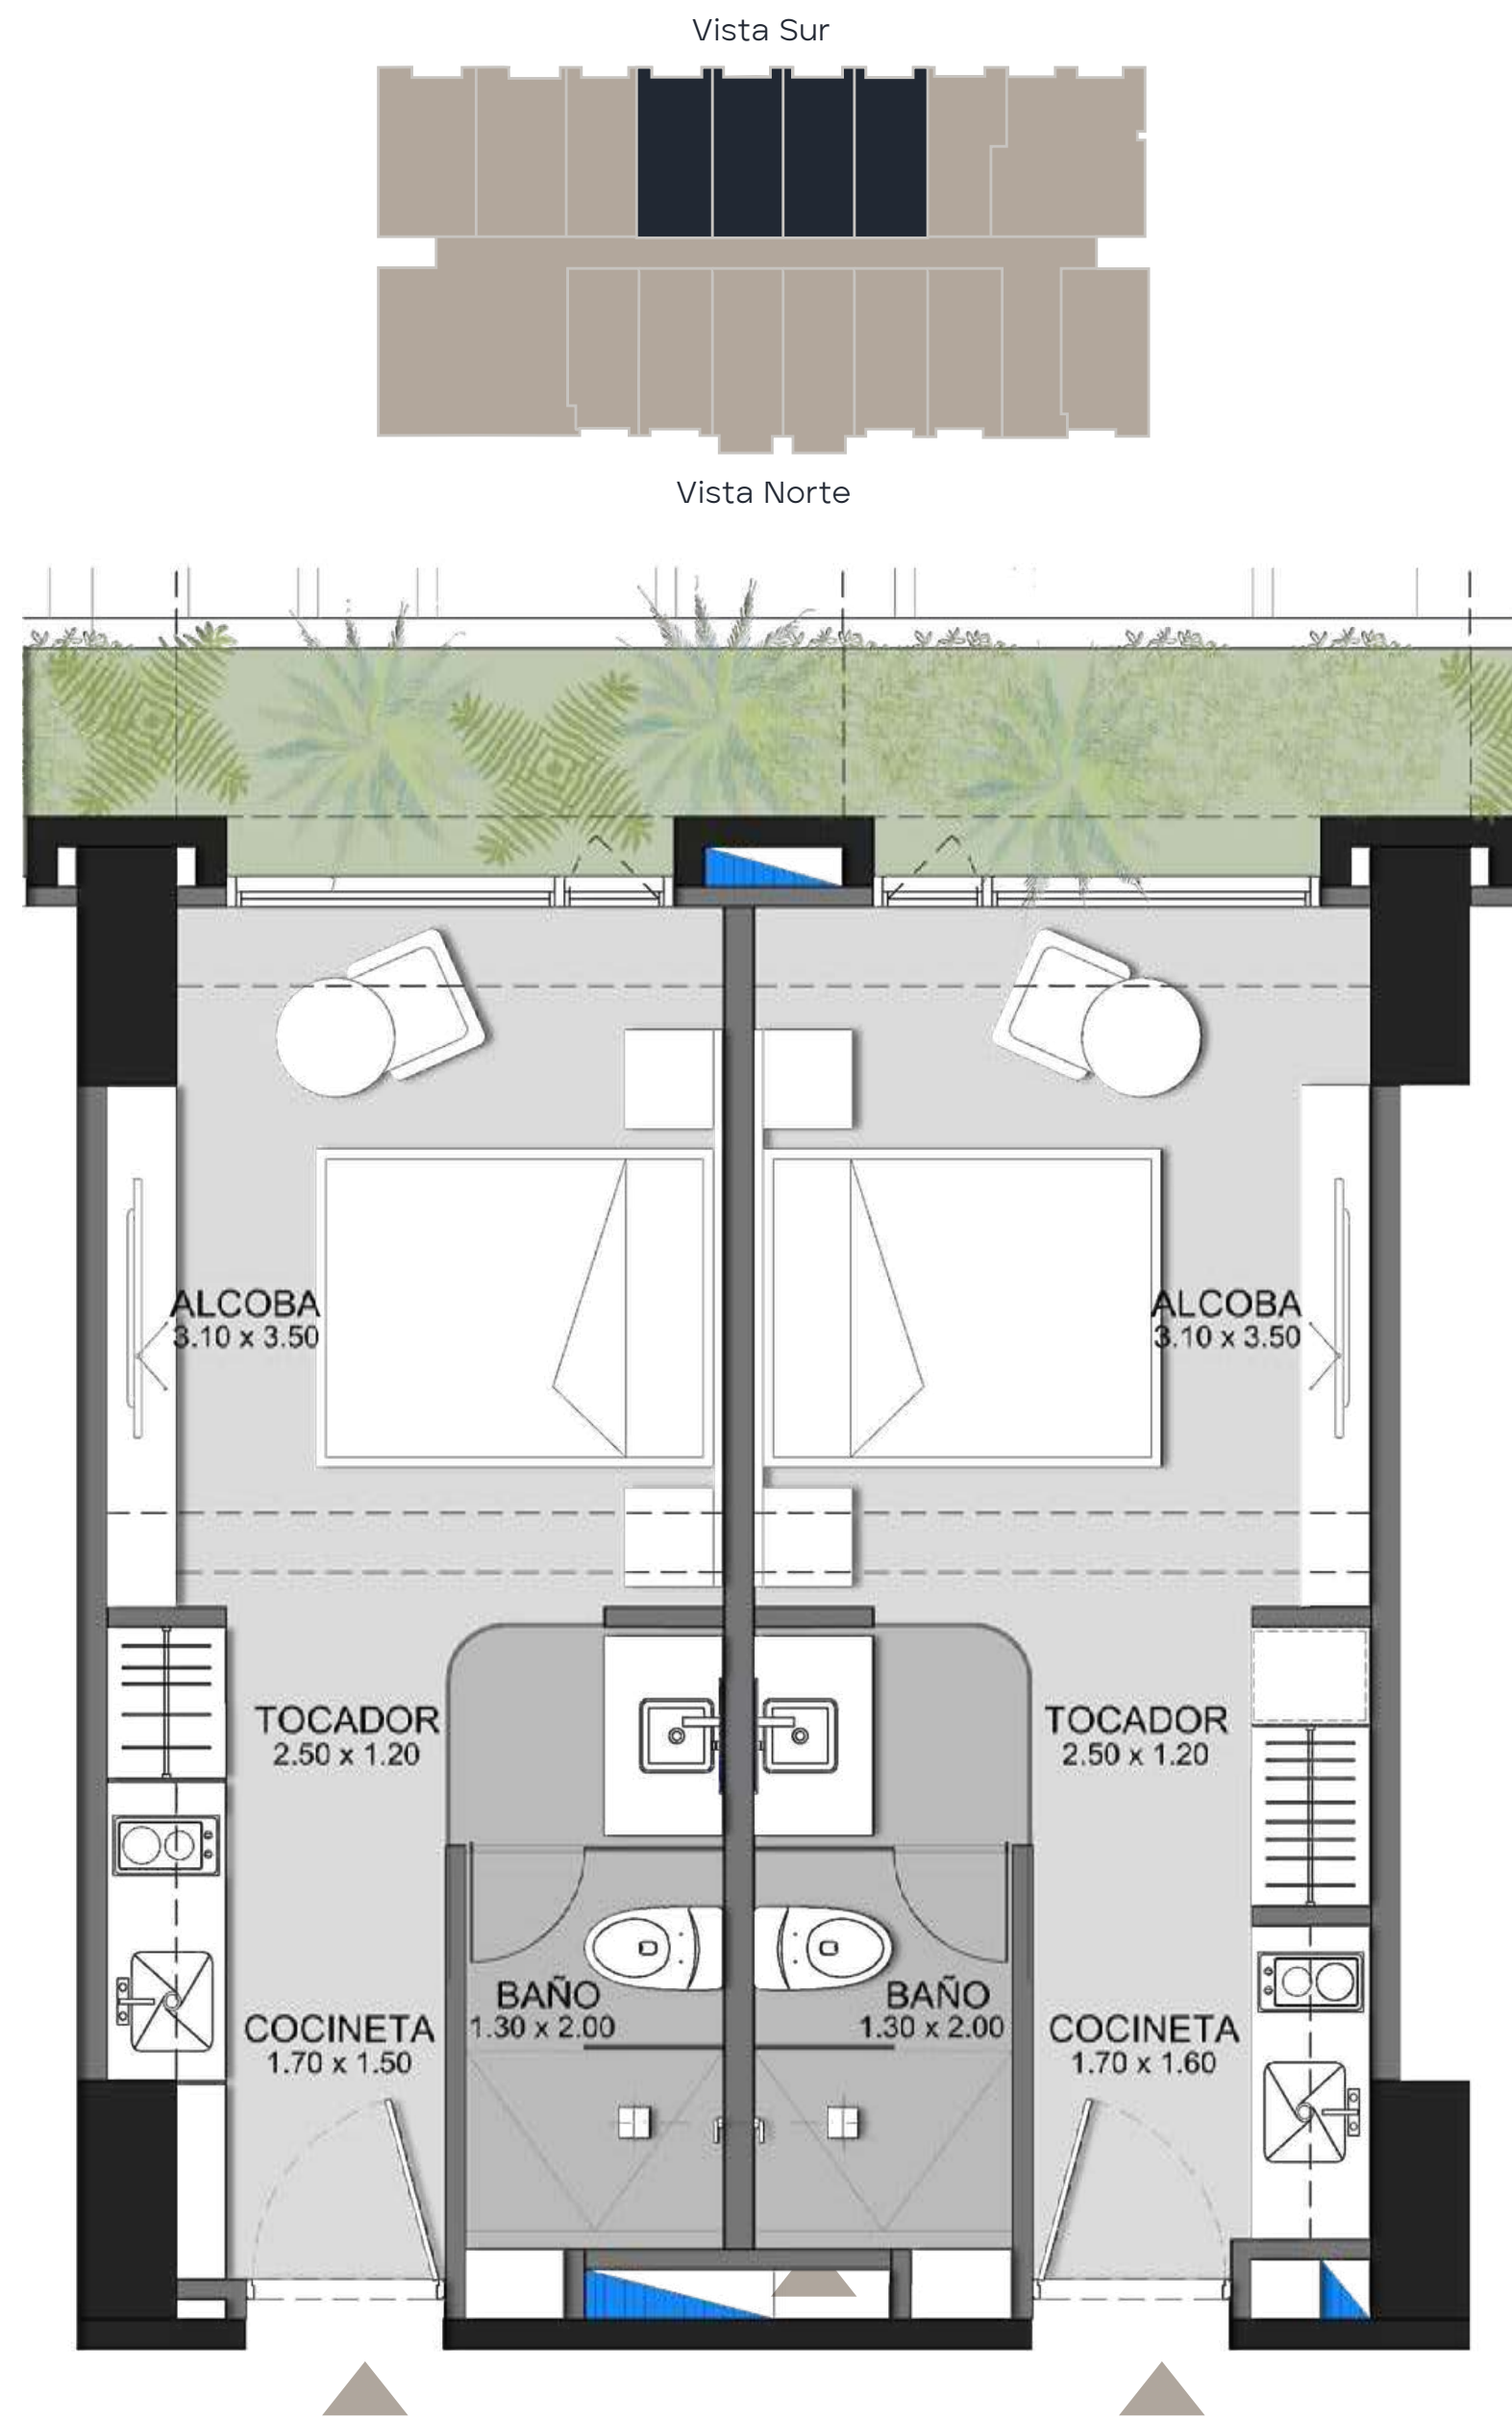 Vista Sur
Vista Norte
ALCOBA
3.10 x 3.50
ALCOBA
3.10 x 3.50
TOCADOR
2.50 x 1.20
TOCADOR
2.50 x 1.20
BAÑO
1.30 x 2.00
BAÑO
1.30 x 2.00
COCINETA
1.70 x 1.50
COCINETA
1.70 x 1.60